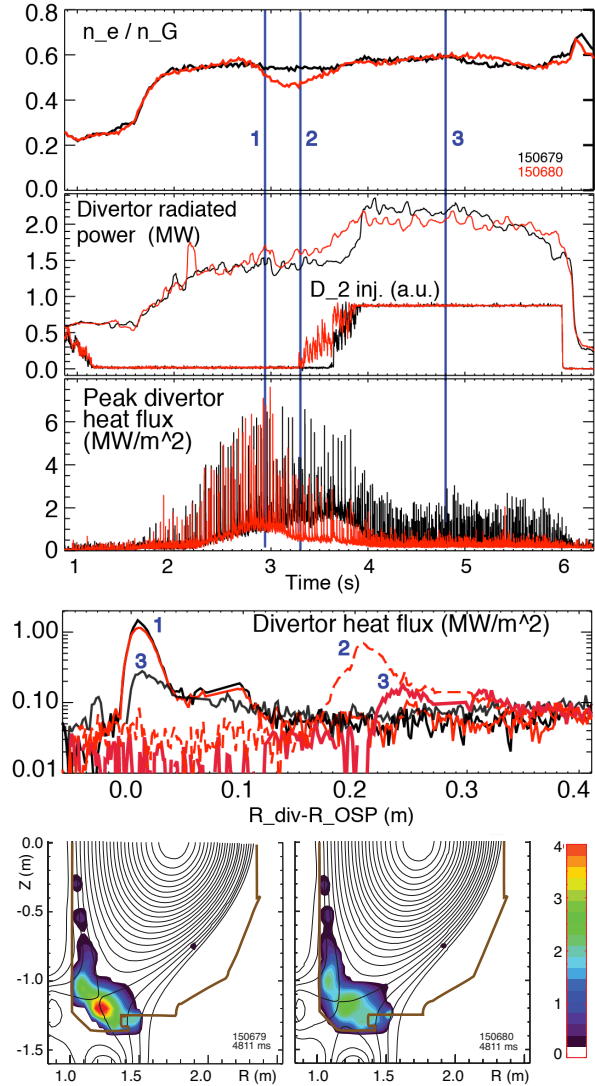 n_e / n_G
0.8
0.6
0.4
0.2
0.0
1
2
3
150679
150680
Divertor radiated
power (MW)
2.0
1.5
1.0
0.5
0.0
D_2 inj. (a.u.)
Peak divertor
heat flux
(MW/m^2)
6
4
2
0
1 2 3 4 5 6
Time (s)
Divertor heat flux (MW/m^2)
1.00
0.10
0.01
1
3
2
3
0.0 0.1 0.2 0.3 0.4
R_div-R_OSP (m)
Z (m)
0.0
-0.5
-1.0
-1.5
150679
4811 ms
150680
4811 ms
1.0 1.5 R (m) 2.0
1.0 1.5 R (m) 2.0
4
3
2
1
0